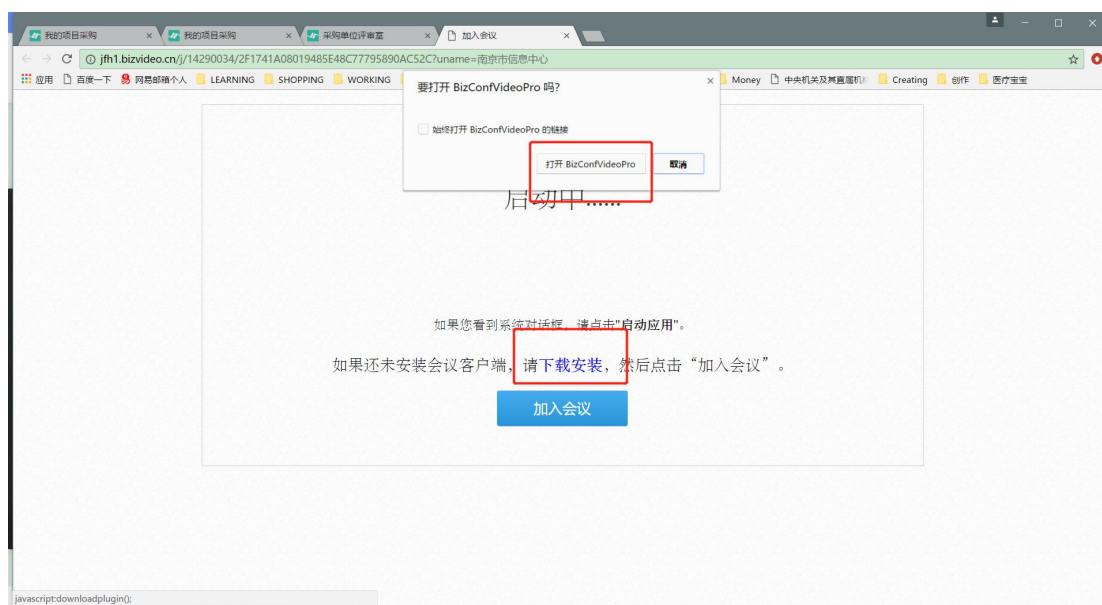 我的项目采购
我的项目采购
采购单位评审室
加入会议
jfh1.bizvideo.cn/j/14290034/2F1741A08019485E48C77795890AC52C?uname=南京市信息中心
应用 百度一下 网易邮箱个人 LEARNING SHOPPING WORKING Money 中央机关及其直属机 Creating 创作 医疗宝宝
要打开 BizConfVideoPro 吗?
始终打开 BizConfVideoPro 的链接
打开 BizConfVideoPro 取消
启动中......
如果您看到系统对话框，请点击"启动应用"。
如果还未安装会议客户端，请下载安装，然后点击“加入会议”。
加入会议
javascript:downloadplugin();